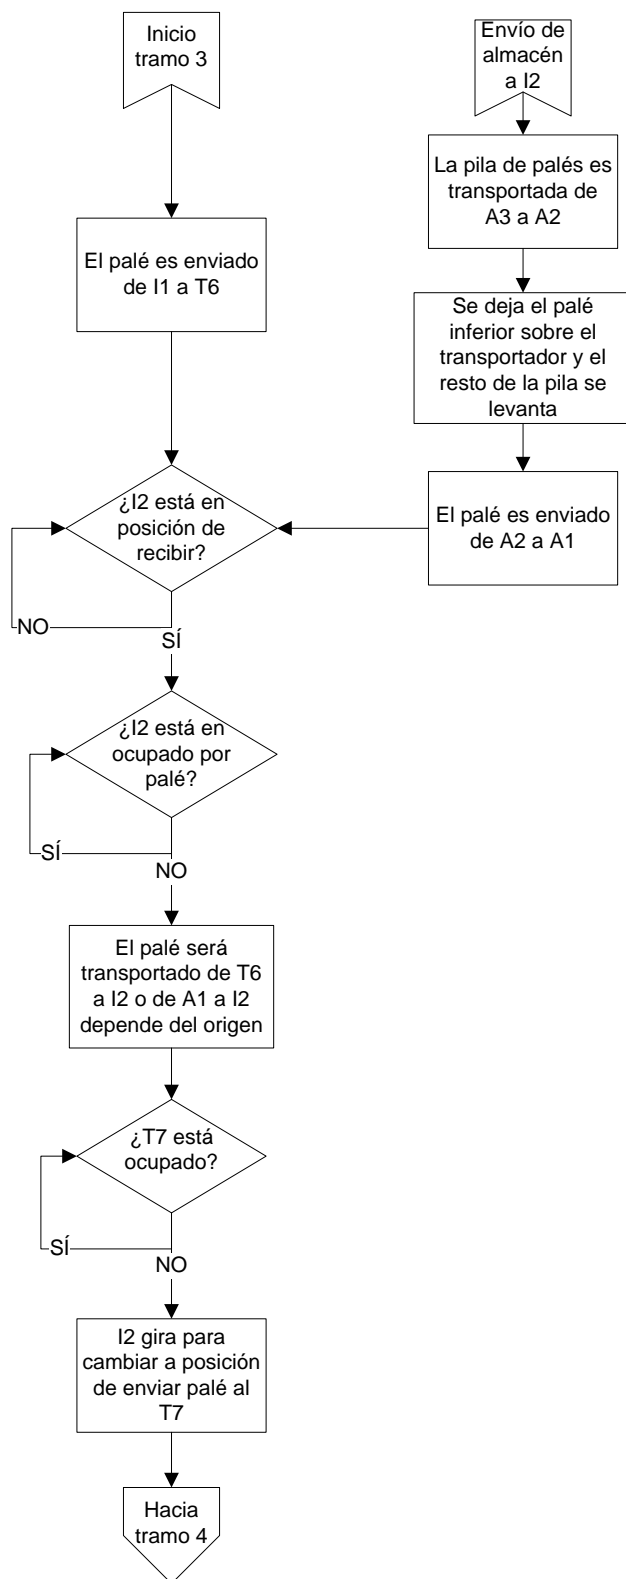 Inicio
tramo 3
Envío de
almacén
a I2
La pila de palés es
transportada de
A3 a A2
El palé es enviado
de I1 a T6
Se deja el palé
inferior sobre el
transportador y el
resto de la pila se
levanta
¿I2 está en
posición de
recibir?
El palé es enviado
de A2 a A1
NO
SÍ
¿I2 está en
ocupado por
palé?
SÍ
NO
El palé será
transportado de T6
a I2 o de A1 a I2
depende del origen
¿T7 está
ocupado?
SÍ
NO
I2 gira para
cambiar a posición
de enviar palé al
T7
Hacia
tramo 4